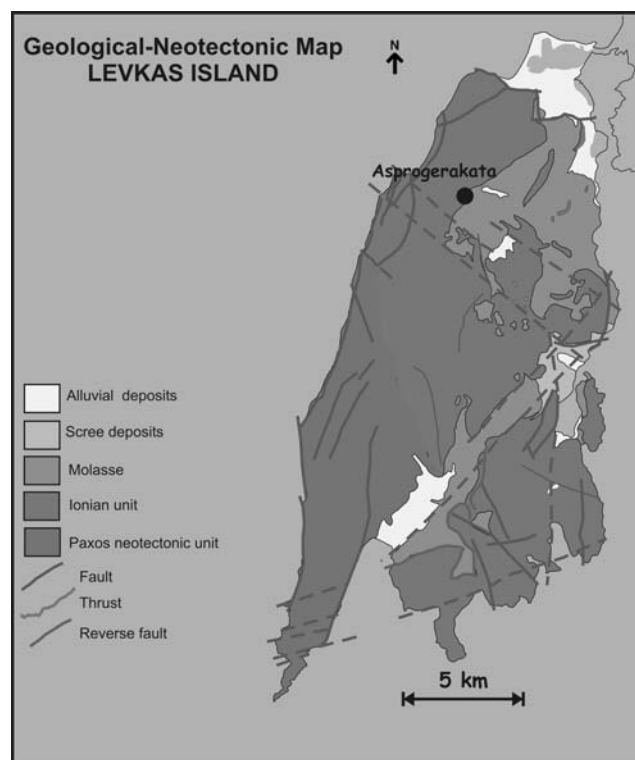 Geological-Neotectonic Map
LEVKAS ISLAND
N
Asprogerakata
Alluvial deposits
Scree deposits
Molasse
Ionian unit
Paxos neotectonic unit
Fault
Thrust
Reverse fault
5 km